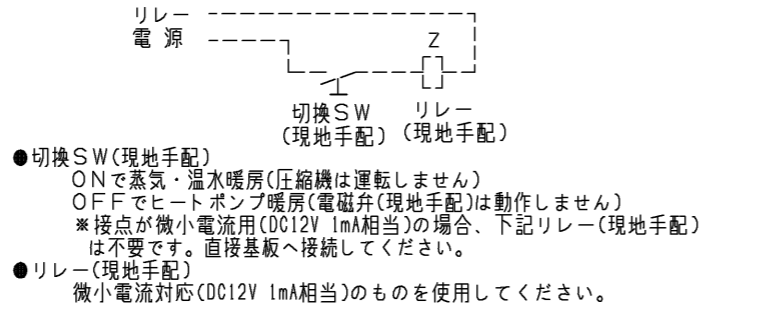 リレー
電 源
Z
切換SW リレー
(現地手配) (現地手配)
●切換SW(現地手配)
ONで蒸気・温水暖房(圧縮機は運転しません)
OFFでヒートポンプ暖房(電磁弁(現地手配)は動作しません)
※接点が微小電流用(DC12V 1mA相当)の場合、下記リレー(現地手配)
は不要です。直接基板へ接続してください。
●リレー(現地手配)
微小電流対応(DC12V 1mA相当)のものを使用してください。